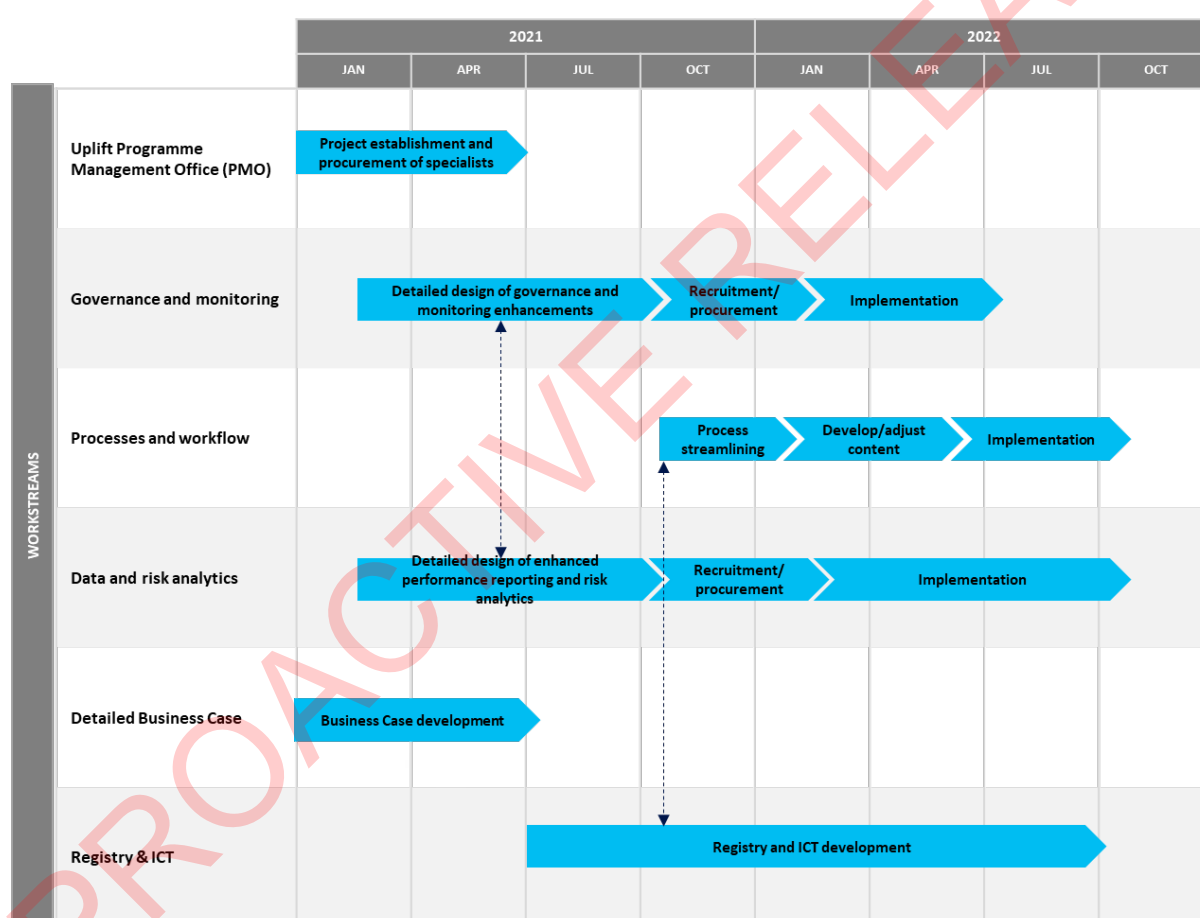 2021
2022
JAN
APR
JUL
OCT
JAN
APR
JUL
OCT
WORKSTREAMS
Uplift Programme
Management Office (PMO)
Project establishment and
procurement of specialists
Governance and monitoring
Detailed design of governance and
monitoring enhancements
Recruitment/
procurement
Implementation
Processes and workflow
Process
streamlining
Develop/adjust
content
Implementation
Data and risk analytics
Detailed design of enhanced
performance reporting and risk
analytics
Recruitment/
procurement
Implementation
Detailed Business Case
Business Case development
Registry & ICT
Registry and ICT development
PROACTIVE RELEA